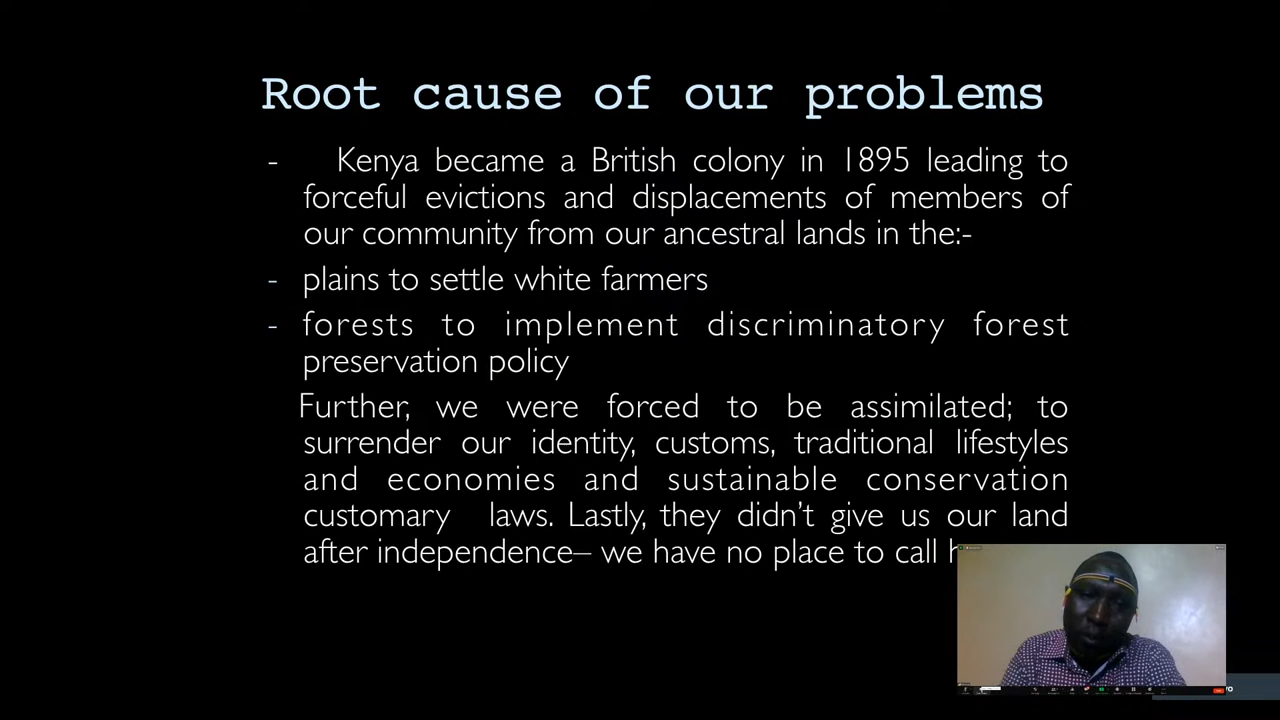 Root cause of our problems
- Kenya became a British colony in 1895 leading to
forceful evictions and displacements of members of
our community from our ancestral lands in the:-
- plains to settle white farmers
- forests to implement discriminatory forest
preservation policy
Further, we were forced to be assimilated; to
surrender our identity, customs, traditional lifestyles
and economies and sustainable conservation
customary laws. Lastly, they didn’t give us our land
after independence– we have no place to call